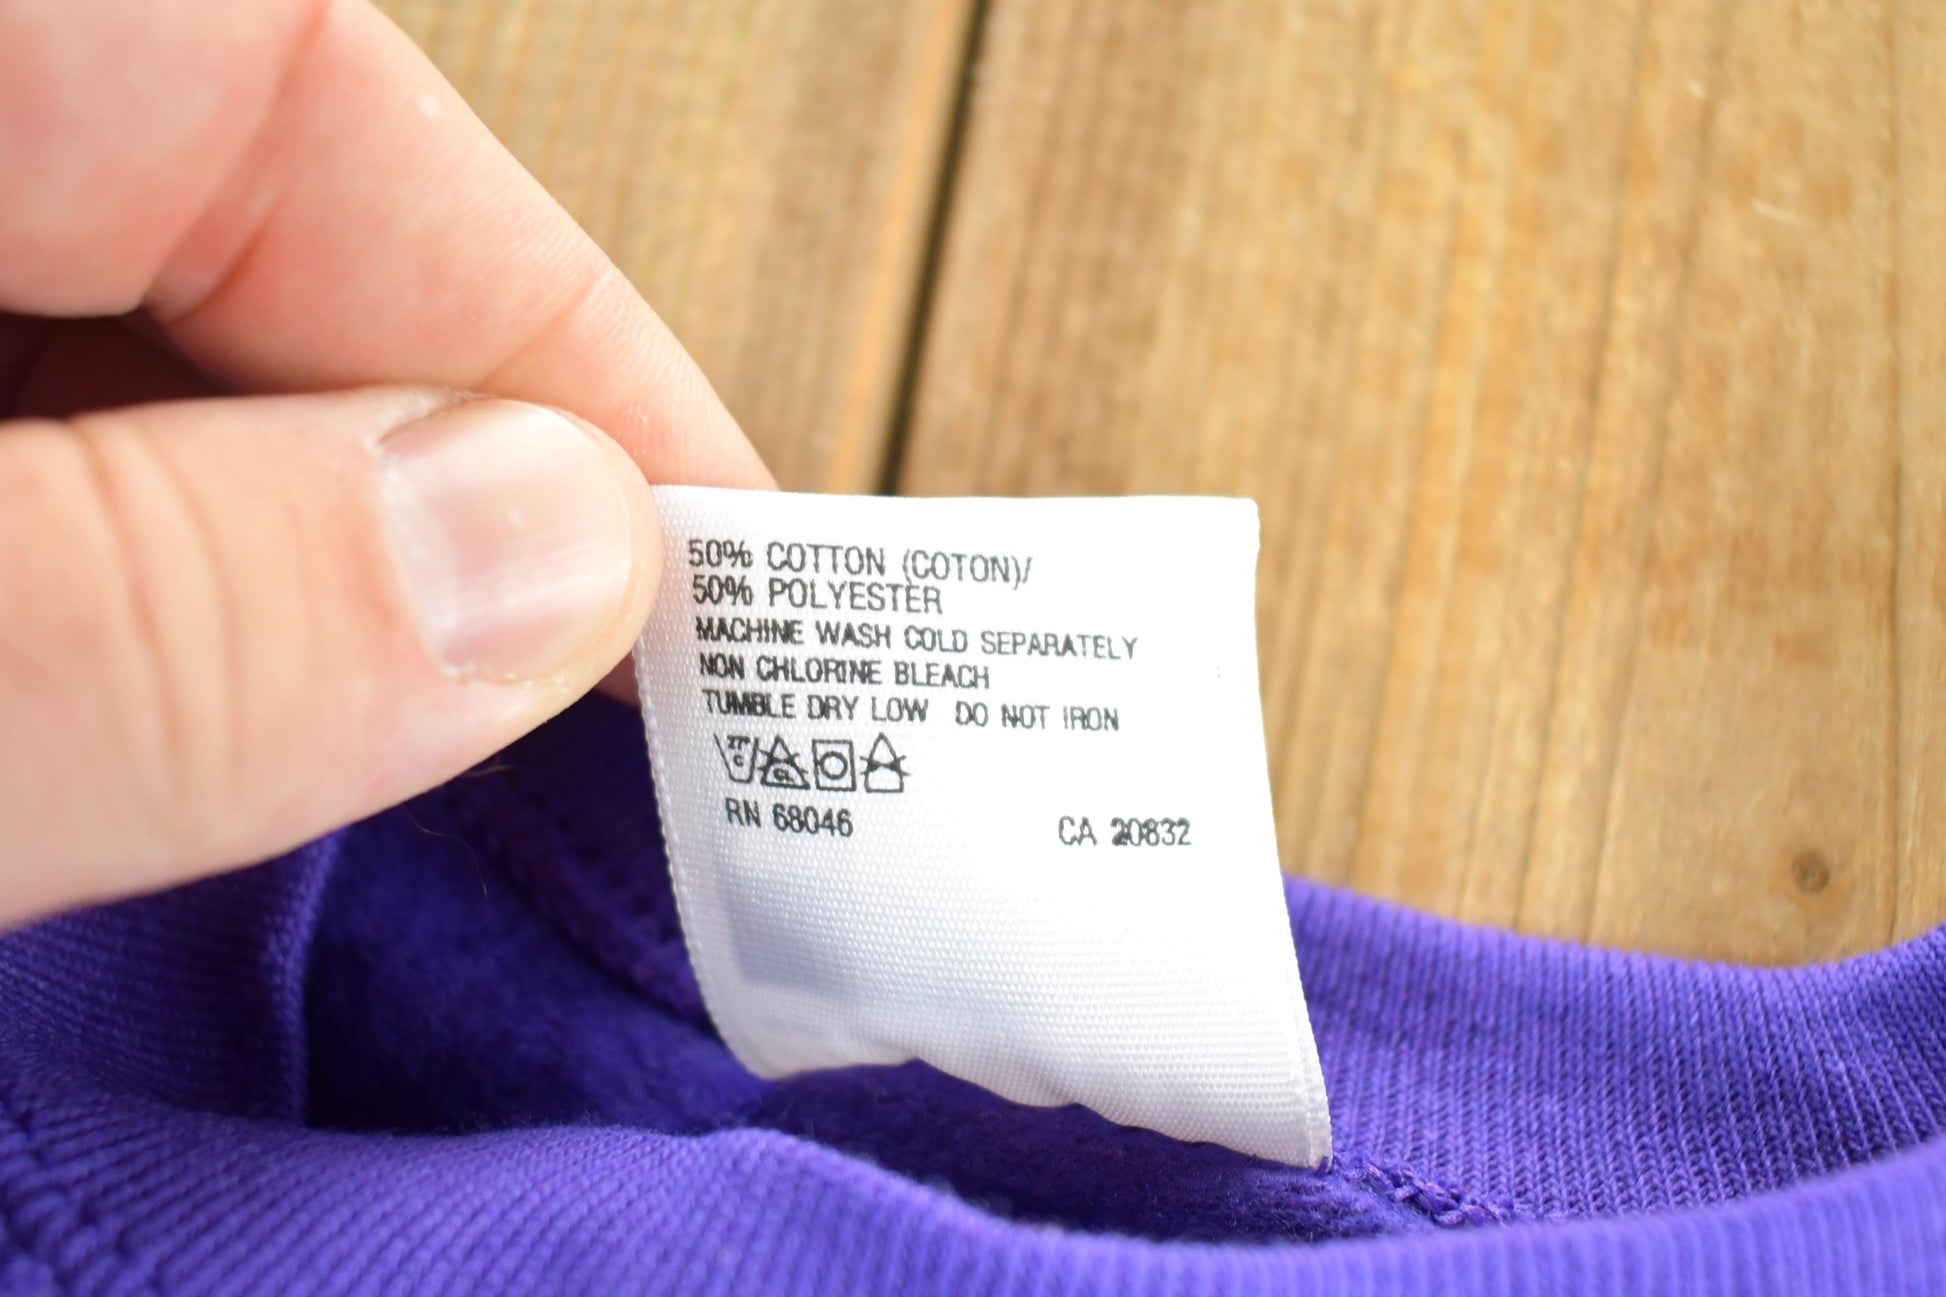 50% COTTON (COTON)/
50% POLYESTER
MACHINE WASH COLD SEPARATELY
NON CHLORINE BLEACH
TUMBLE DRY LOW DO NOT IRON
CL
RN 68046 CA 20832